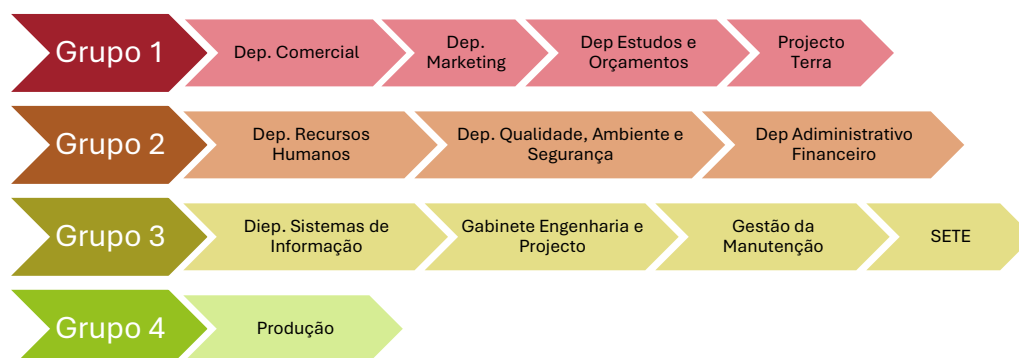 Grupo 1
Dep. Comercial
Dep.
Marketing
Dep Estudos e
Orçamentos
Projecto
Terra
Grupo 2
Dep. Recursos
Humanos
Dep. Qualidade, Ambiente e
Segurança
Dep Adiministrativo
Financeiro
Grupo 3
Diep. Sistemas de
Informação
Gabinete Engenharia e
Projecto
Gestão da
Manutenção
SETE
Grupo 4
Produção